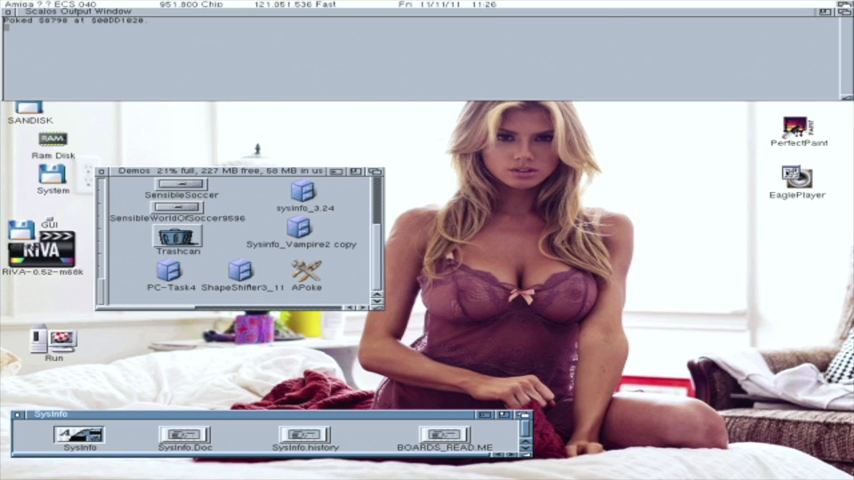 Amiga ?.? ECS 040 951.800 Chip 121.051.536 Fast Fri 11/11/11 11:26
Scalos Output Window
Poked $8798 at $00DD1020.
SANDISK
Ram Disk
System
GUI
RIVA
RIVA-0.52-m68k
Run
PerfectPaint
EaglePlayer
Demos 21% full, 227 MB free, 58 MB in us
SensibleSoccer
sysinfo_3.24
SensibleWorldOfSoccer9596
Trashcan
Sysinfo_Vampire2 copy
PC-Task4 ShapeShifter3_11 APoke
SysInfo
SysInfo SysInfo.Doc SysInfo.history BOARDS_READ.ME